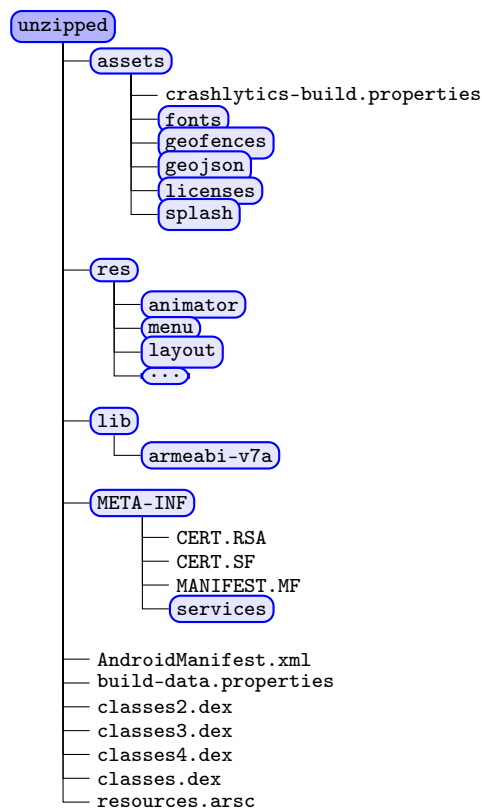 unzipped
assets
crashlytics-build.properties
fonts
geofences
geojson
licenses
splash
res
animator
menu
layout
...
lib
armeabi-v7a
META-INF
CERT.RSA
CERT.SF
MANIFEST.MF
services
AndroidManifest.xml
build-data.properties
classes2.dex
classes3.dex
classes4.dex
classes.dex
resources.arsc